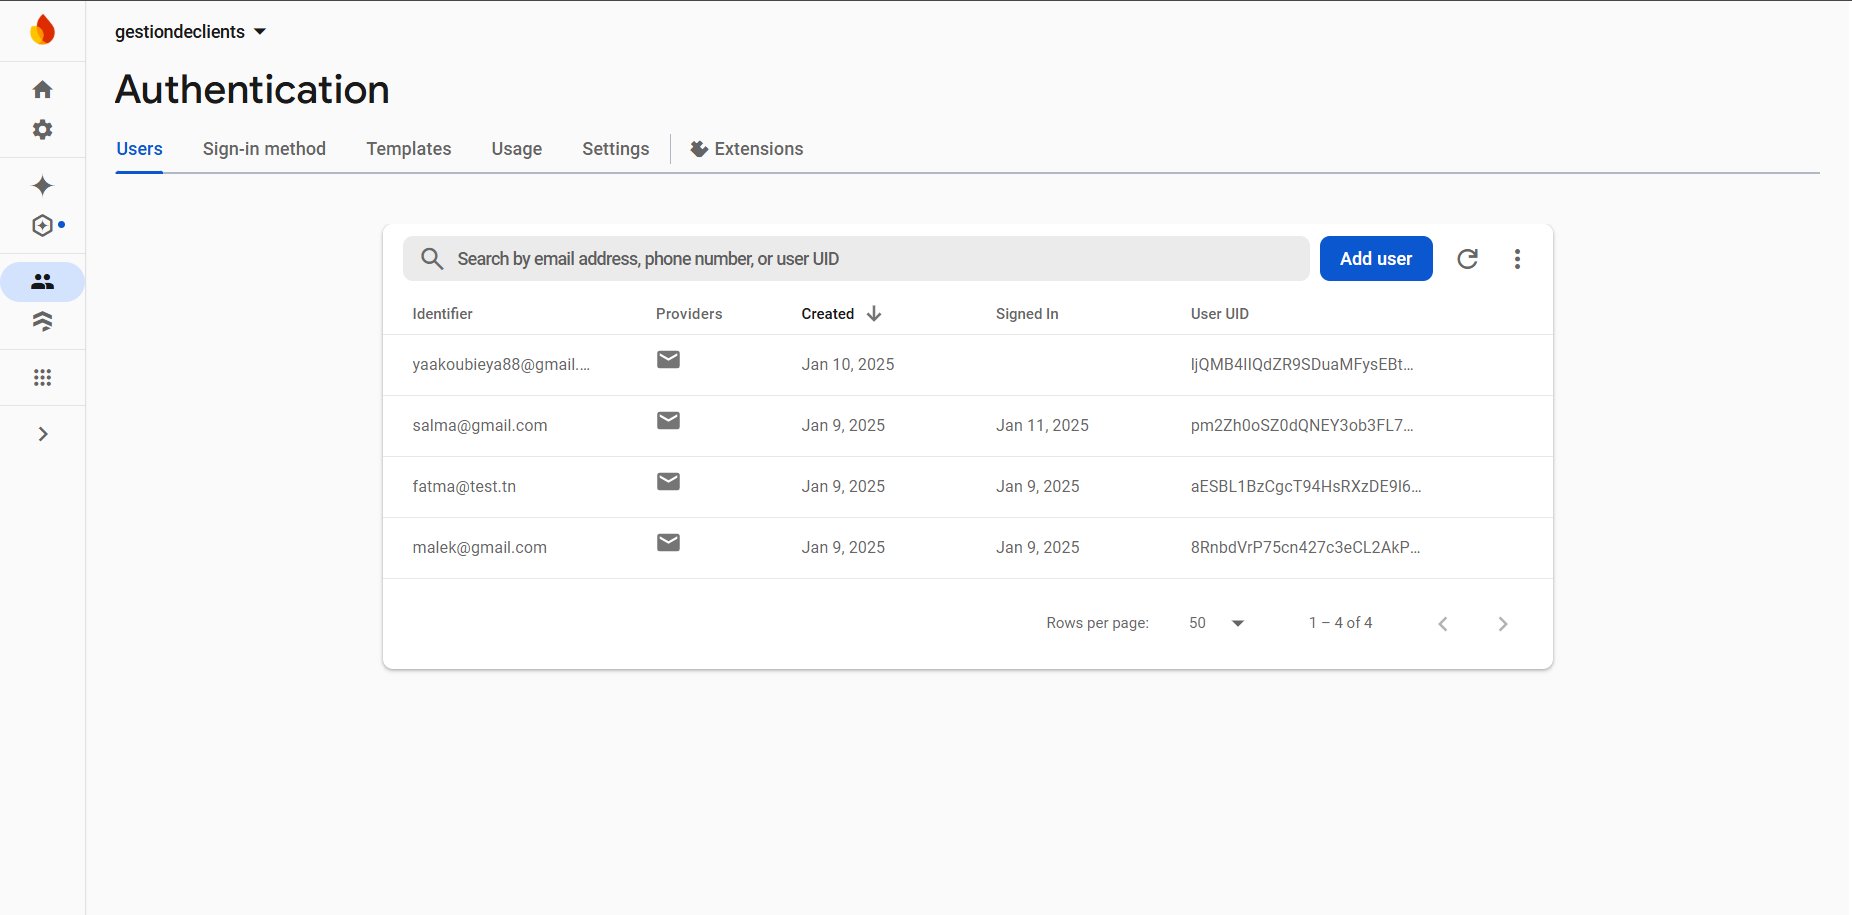 gestiondeclients
Authentication
Users Sign-in method Templates Usage Settings Extensions
Search by email address, phone number, or user UID Add user
Identifier Providers Created Signed In User UID
yaakoubieya88@gmail.... Jan 10, 2025 ljQMB4IIQdZR9SDuaMFysEBt...
salma@gmail.com Jan 9, 2025 Jan 11, 2025 pm2Zh0oSZ0dQNEY3ob3FL7...
fatma@test.tn Jan 9, 2025 Jan 9, 2025 aESBL1BzCgcT94HsRXzDE9I6...
malek@gmail.com Jan 9, 2025 Jan 9, 2025 8RnbdVrP75cn427c3eCL2AkP...
Rows per page: 50 1 – 4 of 4